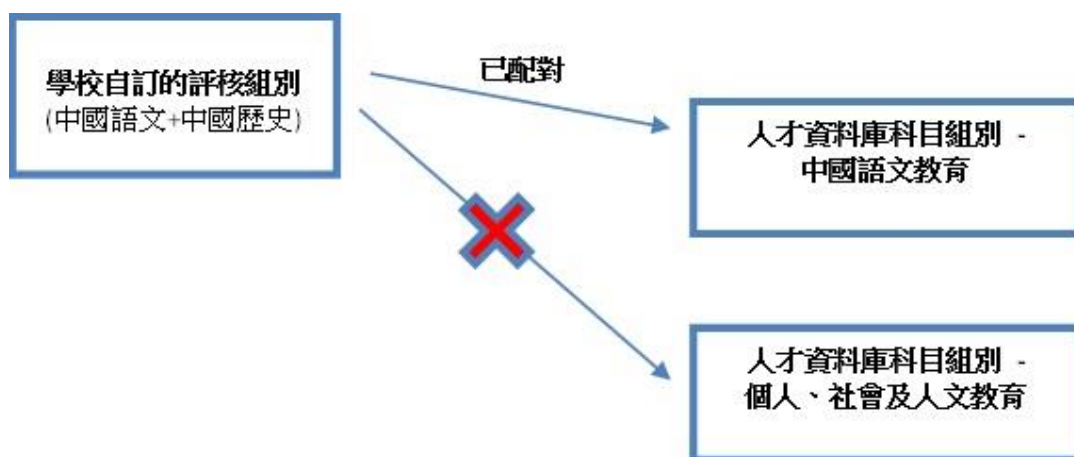 學校自訂的評核組別
(中國語文+中國歷史)
已配對
人才資料庫科目組別 -
中國語文教育
人才資料庫科目組別 -
個人、社會及人文教育